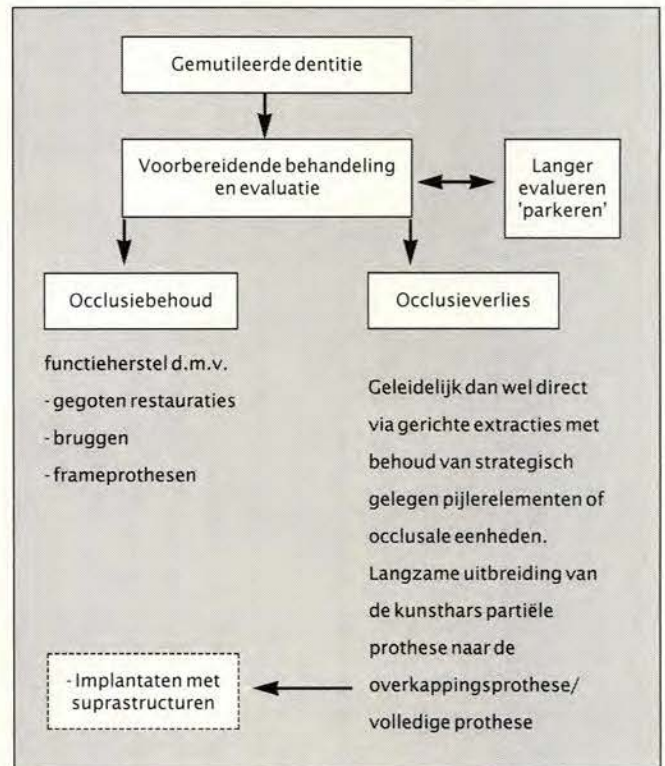 Gemutileerde dentitie
Voorbereidende behandeling
en evaluatie
Langer
evalueren
'parkeren'
Occlusiebehoud
functieherstel d.m.v.
- gegoten restauraties
- bruggen
- frameprothesen
Occlusieverlies
Geleidelijk dan wel direct
via gerichte extracties met
behoud van strategisch
gelegen pijlerelementen of
occlusale eenheden.
Langzame uitbreiding van
de kunsthars partiële
prothese naar de
overkappingsprothese/
volledige prothese
- Implantaten met
suprastructuren